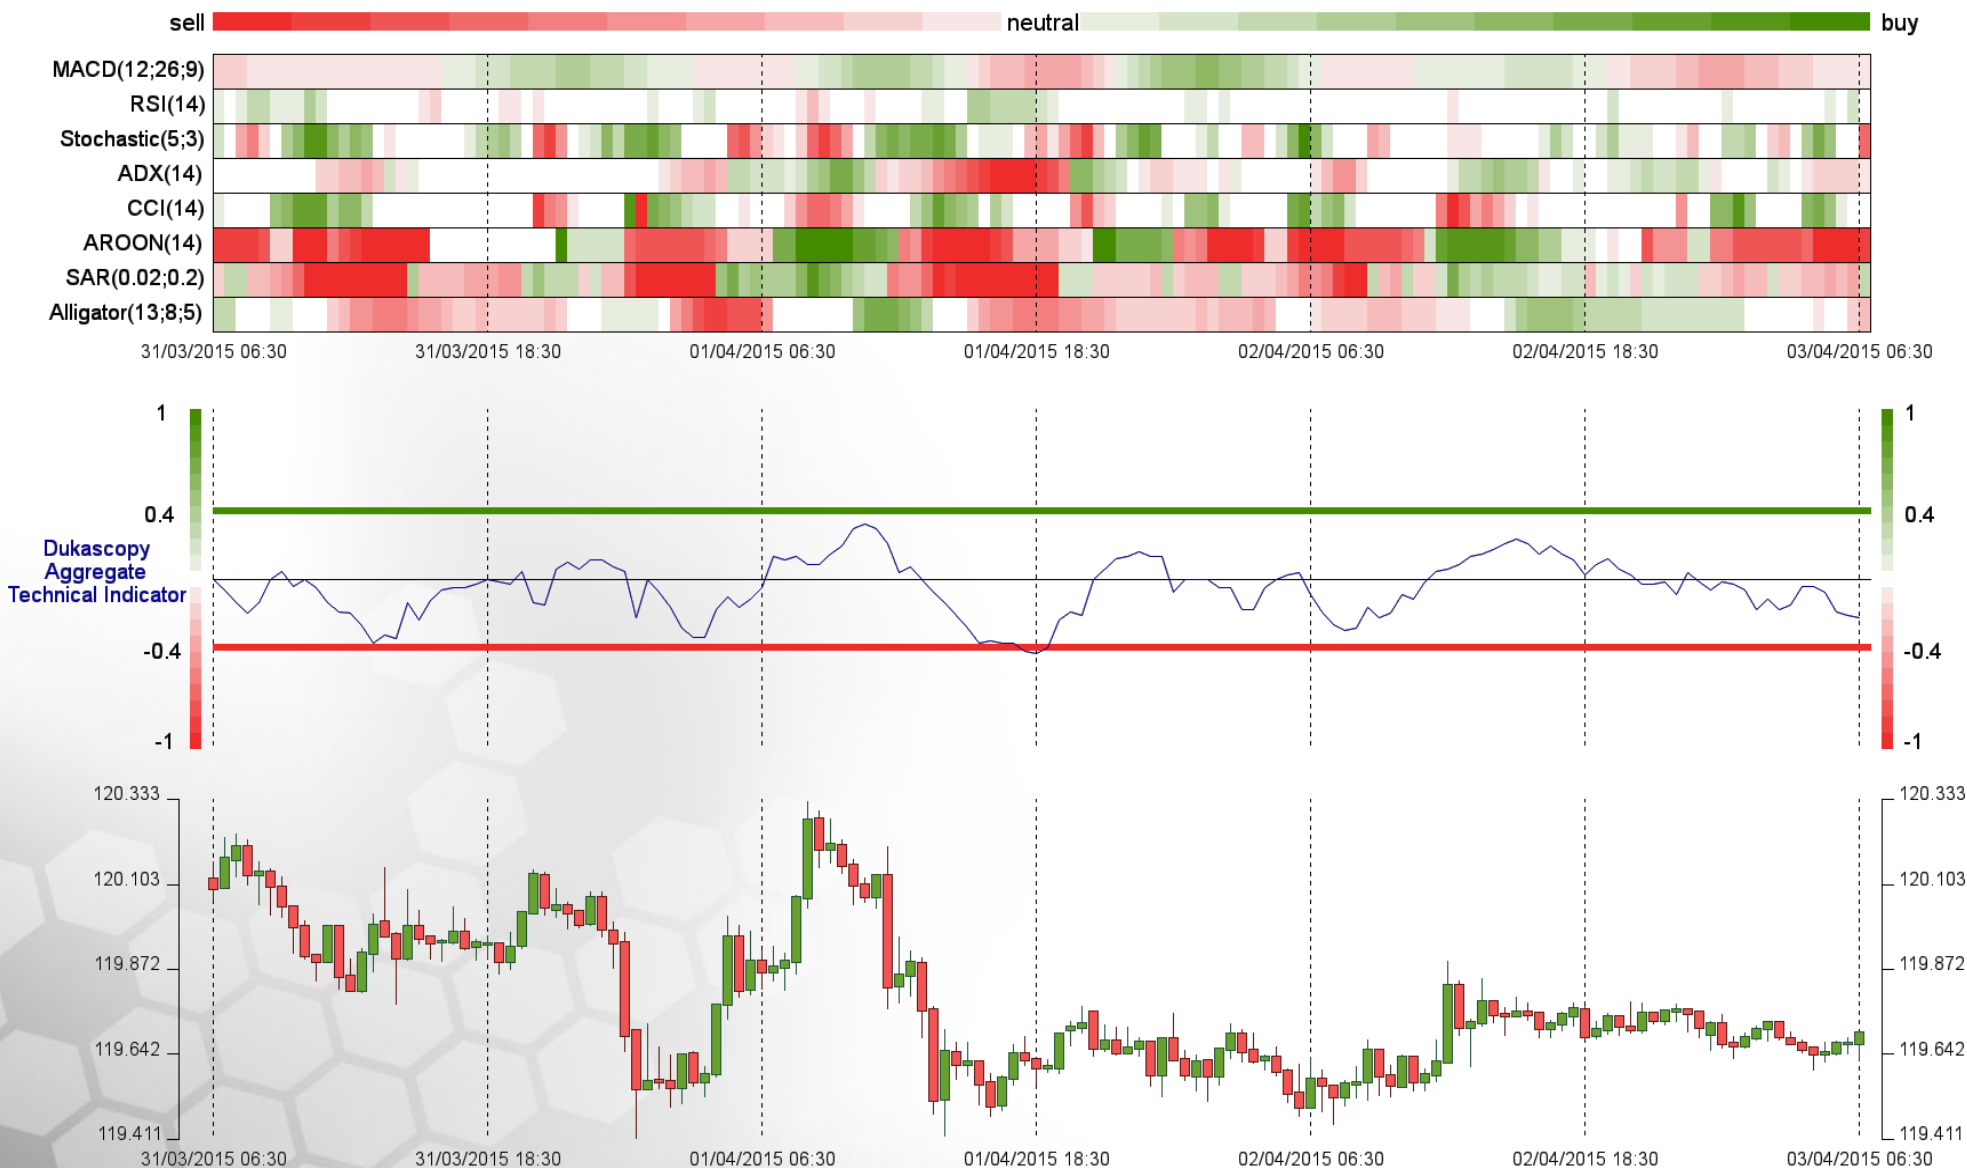 sell neutral buy
MACD(12;26;9)
RSI(14)
Stochastic(5;3)
ADX(14)
CCI(14)
AROON(14)
SAR(0.02;0.2)
Alligator(13;8;5)
31/03/2015 06:30 31/03/2015 18:30 01/04/2015 06:30 01/04/2015 18:30 02/04/2015 06:30 02/04/2015 18:30 03/04/2015 06:30
1 1
0.4 0.4
Dukascopy
Aggregate
Technical Indicator
-0.4 -0.4
-1 -1
120.333 120.333
120.103 120.103
119.872 119.872
119.642 119.642
119.411 119.411
31/03/2015 06:30 31/03/2015 18:30 01/04/2015 06:30 01/04/2015 18:30 02/04/2015 06:30 02/04/2015 18:30 03/04/2015 06:30